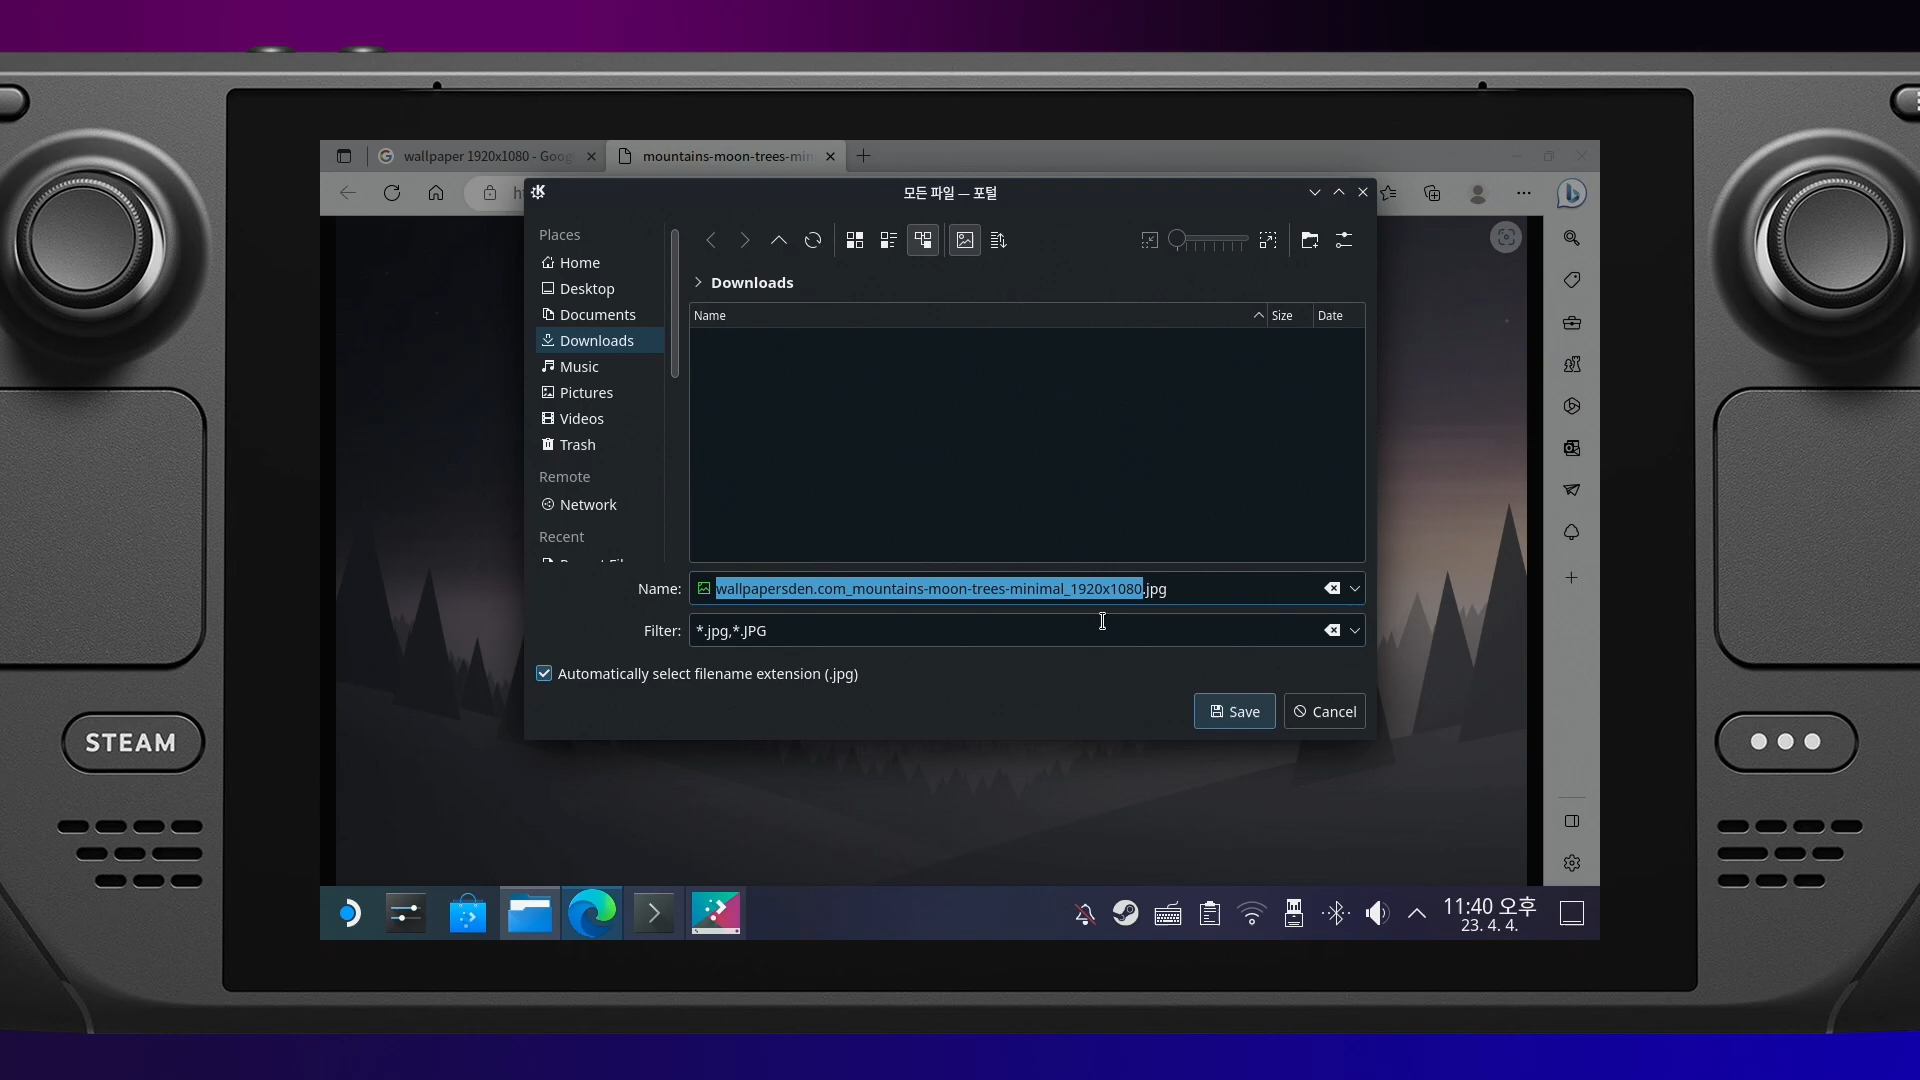 wallpaper 1920x1080 - Goog
mountains-moon-trees-min
모든 파일 — 포털
Places
Home
Desktop
Documents
Downloads
Music
Pictures
Videos
Trash
Remote
Network
Recent
Downloads
Name Size Date
Name: wallpapersden.com_mountains-moon-trees-minimal_1920x1080.jpg
Filter: *.jpg,*.JPG
Automatically select filename extension (.jpg)
Save Cancel
STEAM
11:40 오후
23. 4. 4.